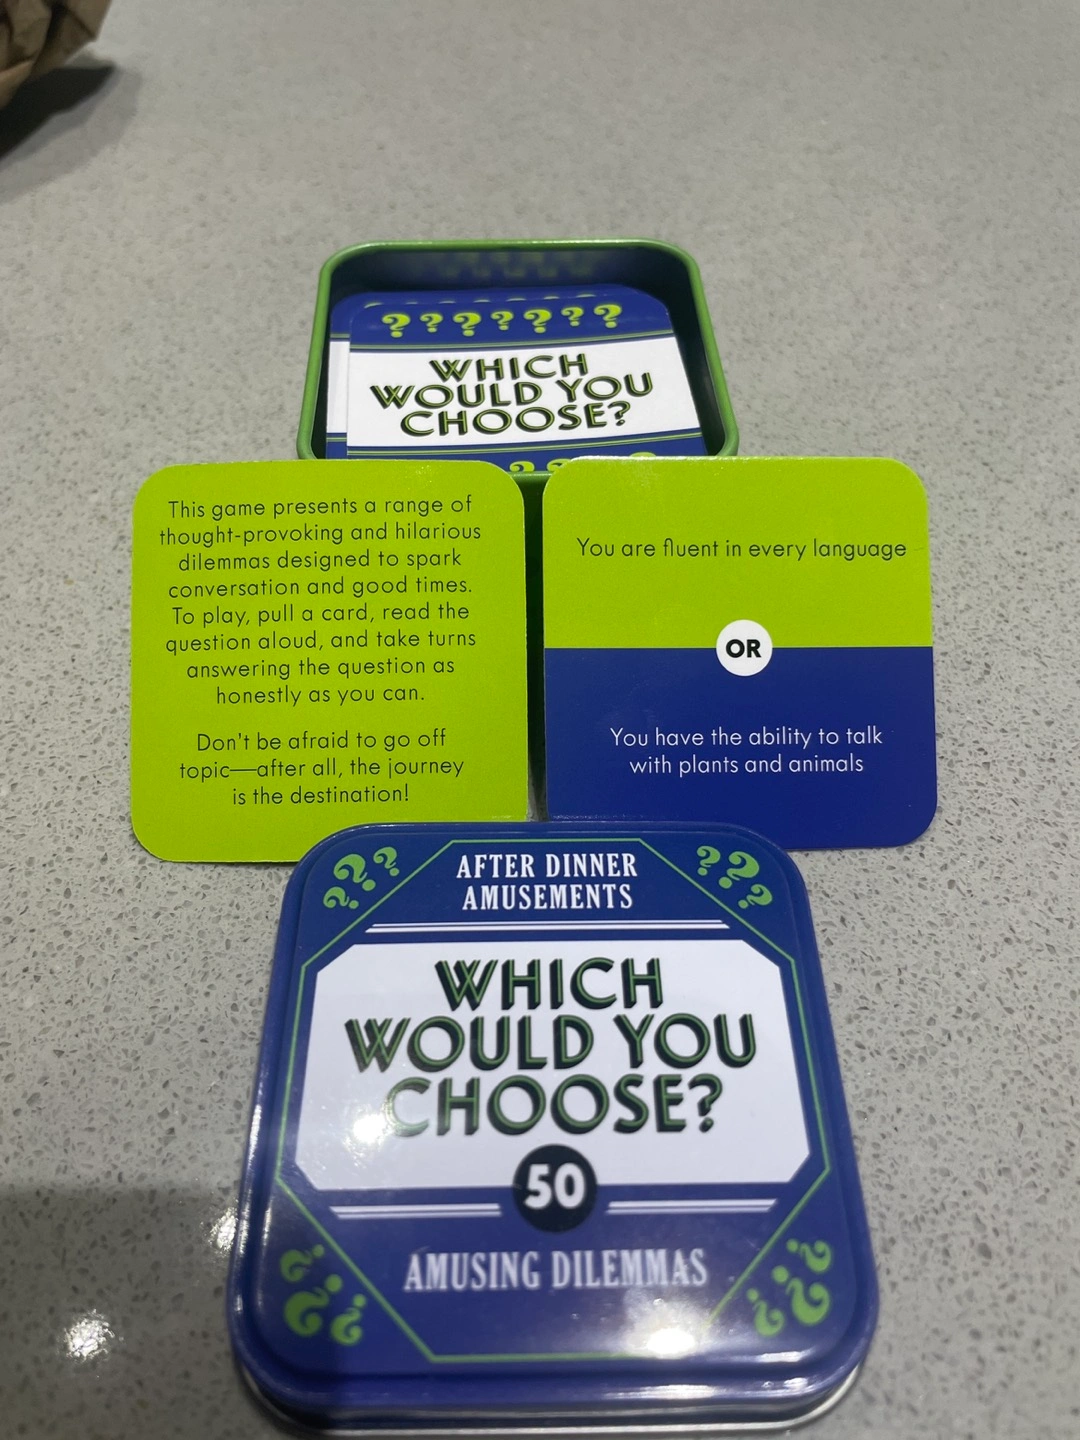 ? ? ? ? ? ? ?
WHICH
WOULD YOU
CHOOSE?
This game presents a range of
thought-provoking and hilarious
dilemmas designed to spark
conversation and good times.
To play, pull a card, read the
question aloud, and take turns
answering the question as
honestly as you can.
Don't be afraid to go off
topic—after all, the journey
is the destination!
You are fluent in every language
OR
You have the ability to talk
with plants and animals
???
???
AFTER DINNER
AMUSEMENTS
WHICH
WOULD YOU
CHOOSE?
50
AMUSING DILEMMAS
???
???